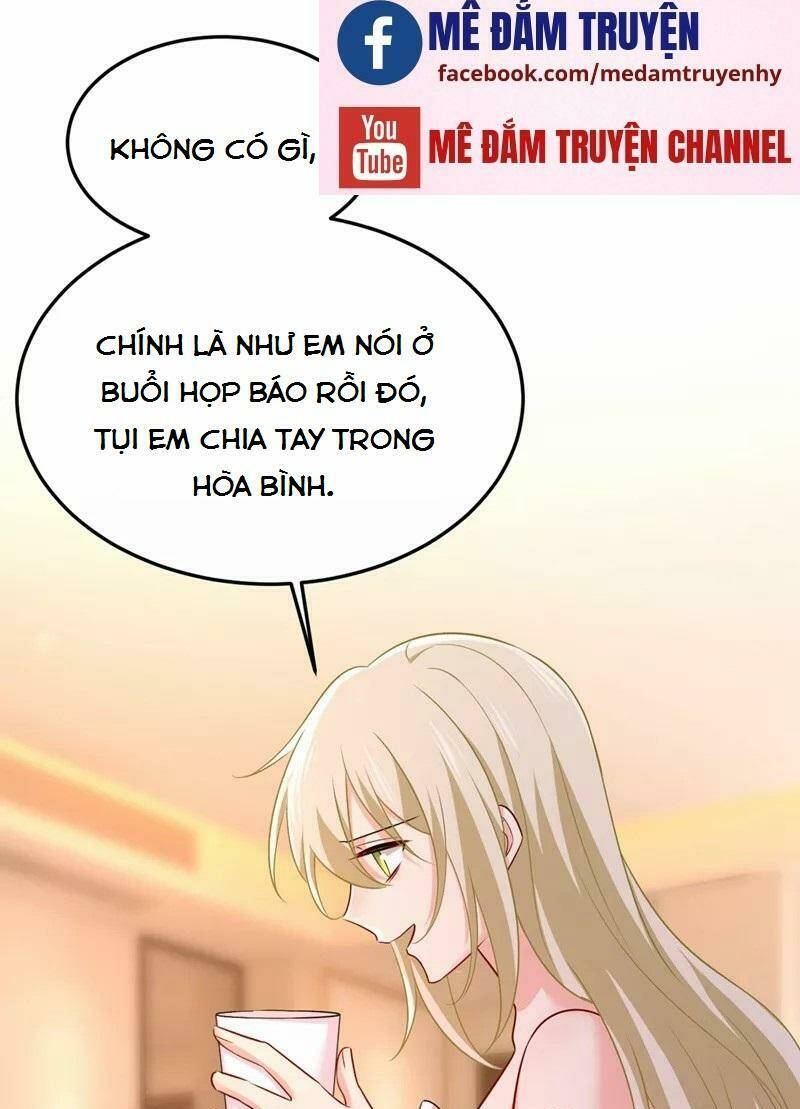 MÊ ĐẮM TRUYỆN
facebook.com/medamtruyenhy
You
Tube
MÊ ĐẮM TRUYỆN CHANNEL
KHÔNG CÓ GÌ,
CHÍNH LÀ NHƯ EM NÓI Ở
BUỔI HỌP BÁO RỒI ĐÓ,
TỤI EM CHIA TAY TRONG
HÒA BÌNH.